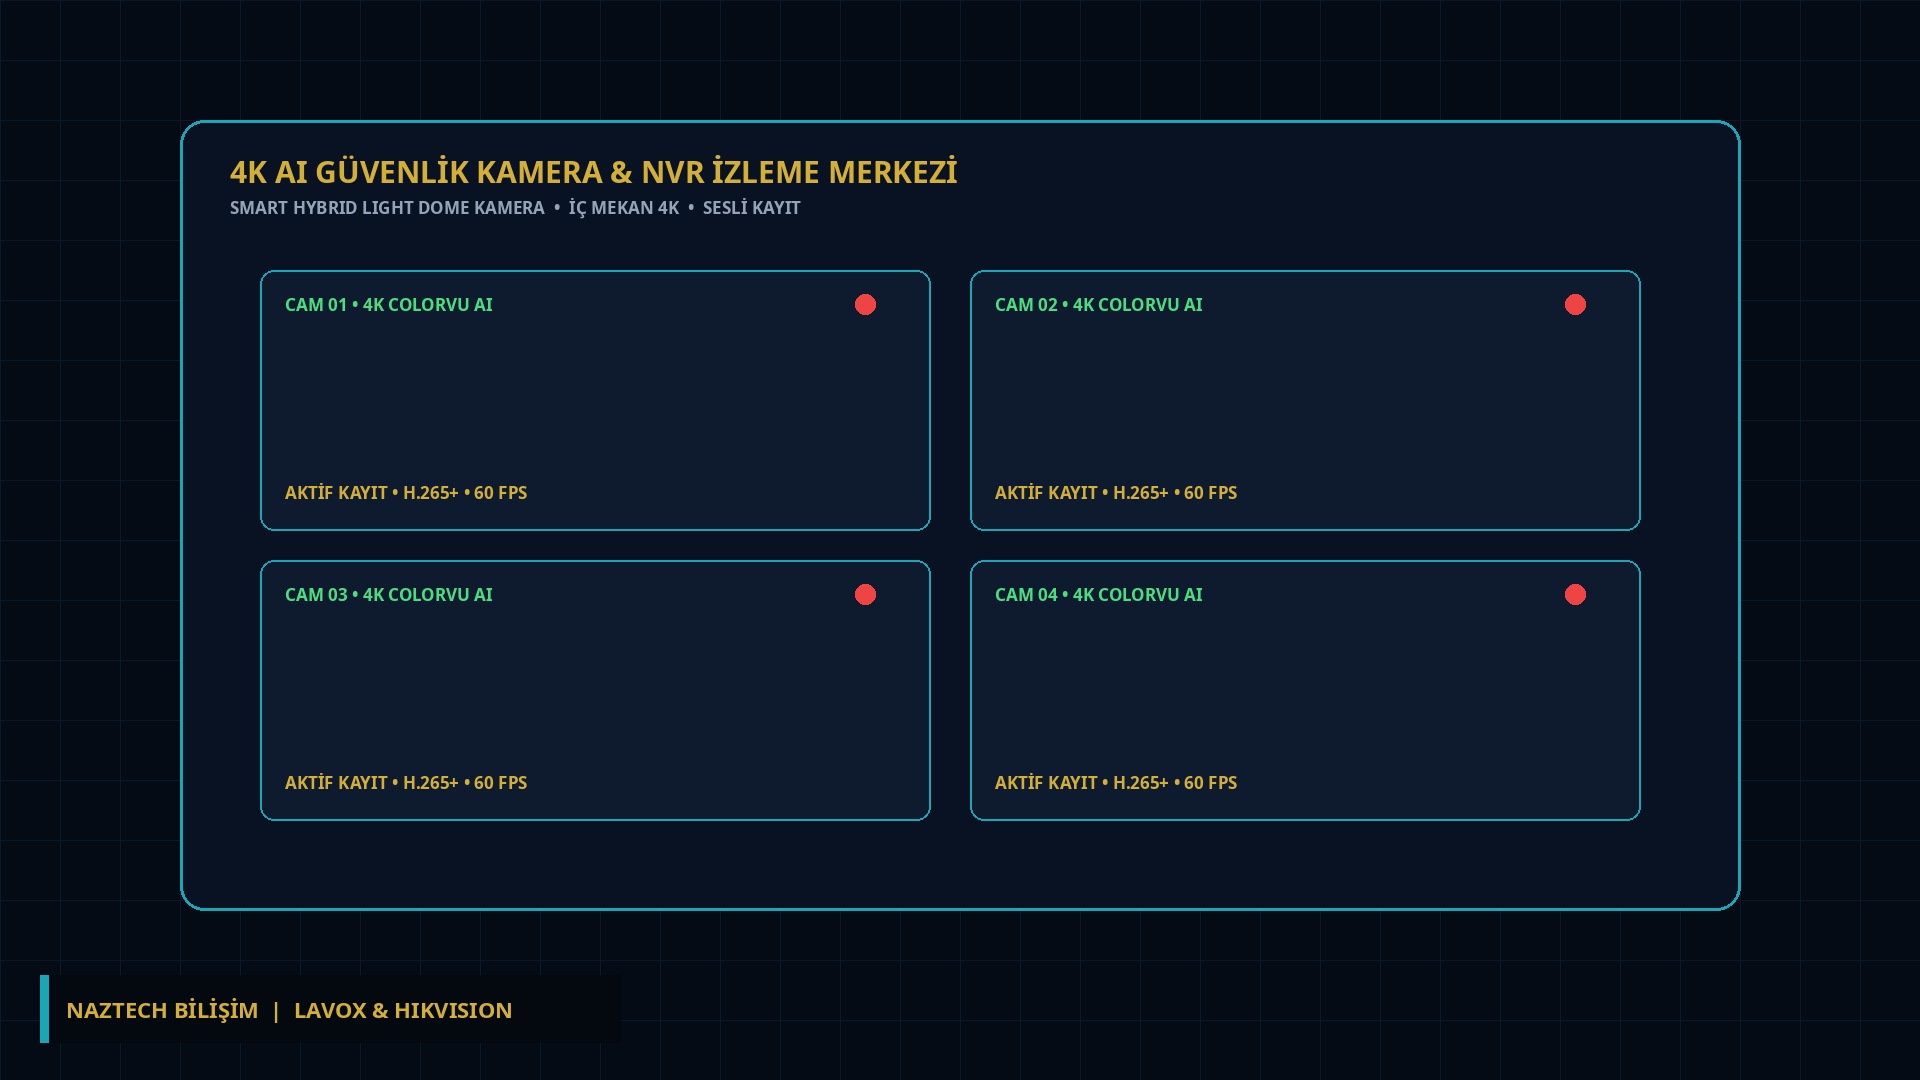 4K AI GÜVENLİK KAMERA & NVR İZLEME MERKEZİ
SMART HYBRID LIGHT DOME KAMERA • İÇ MEKAN 4K • SESLİ KAYIT
CAM 01 • 4K COLORVU AI
AKTİF KAYIT • H.265+ • 60 FPS
CAM 02 • 4K COLORVU AI
AKTİF KAYIT • H.265+ • 60 FPS
CAM 03 • 4K COLORVU AI
AKTİF KAYIT • H.265+ • 60 FPS
CAM 04 • 4K COLORVU AI
AKTİF KAYIT • H.265+ • 60 FPS
NAZTECH BİLİŞİM | LAVOX & HIKVISION